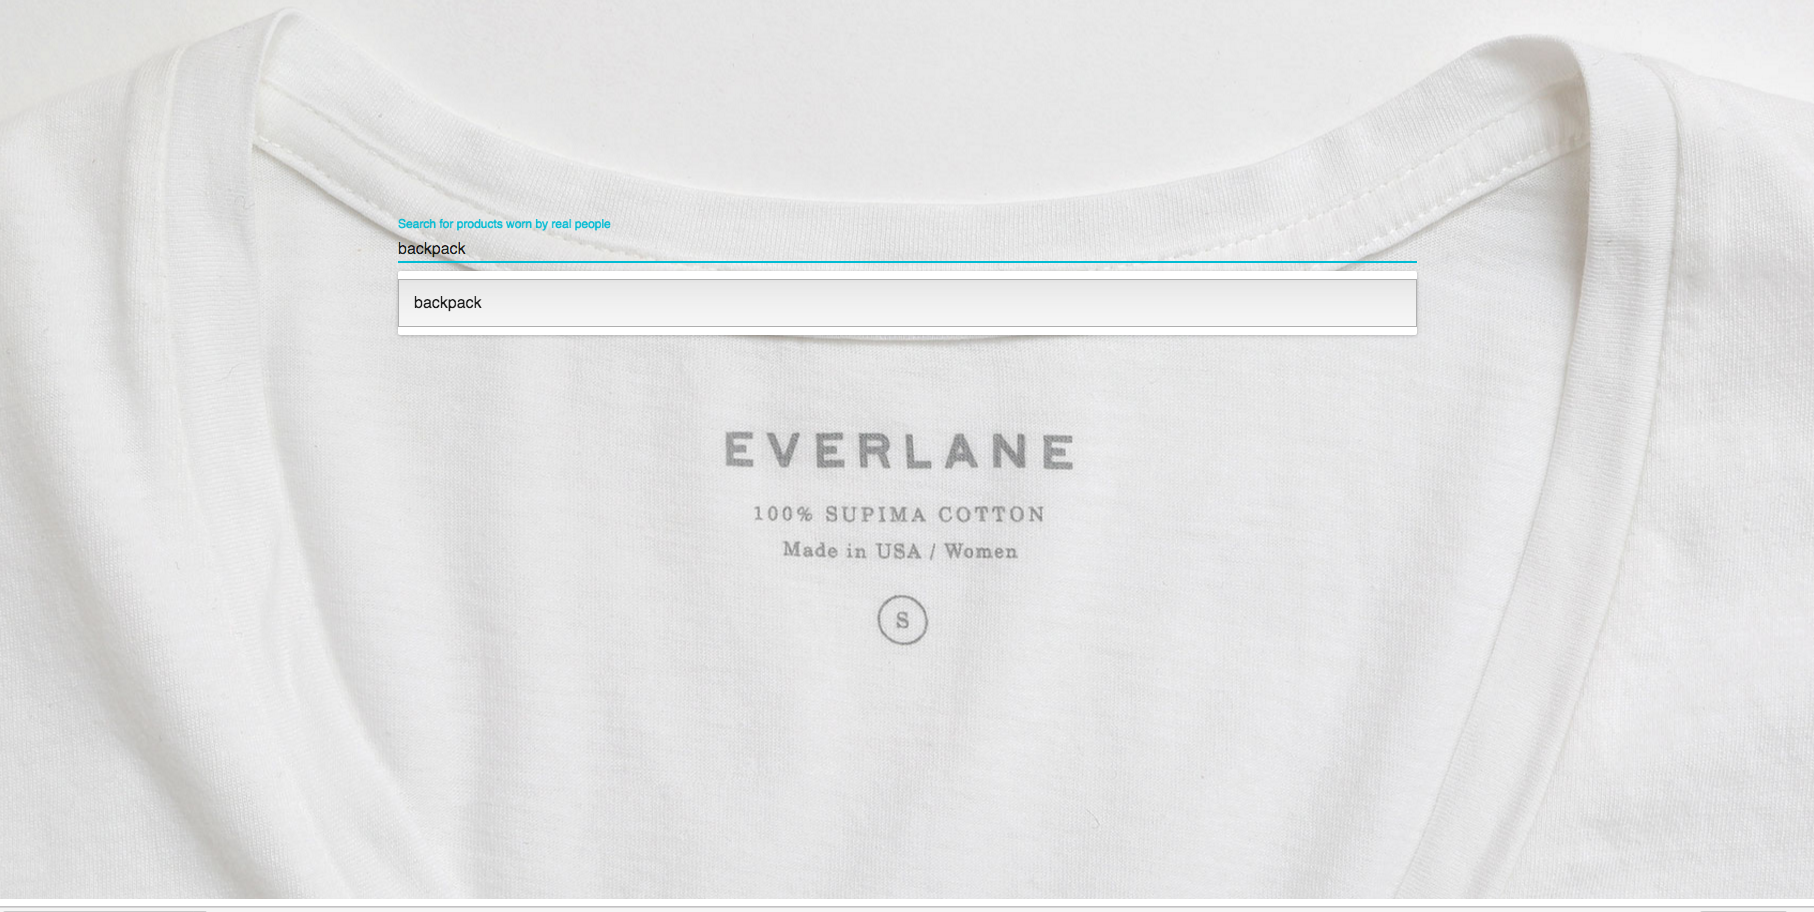 Search for products worn by real people
backpack
backpack
EVERLANE
100% SUPIMA COTTON
Made in USA / Women
S